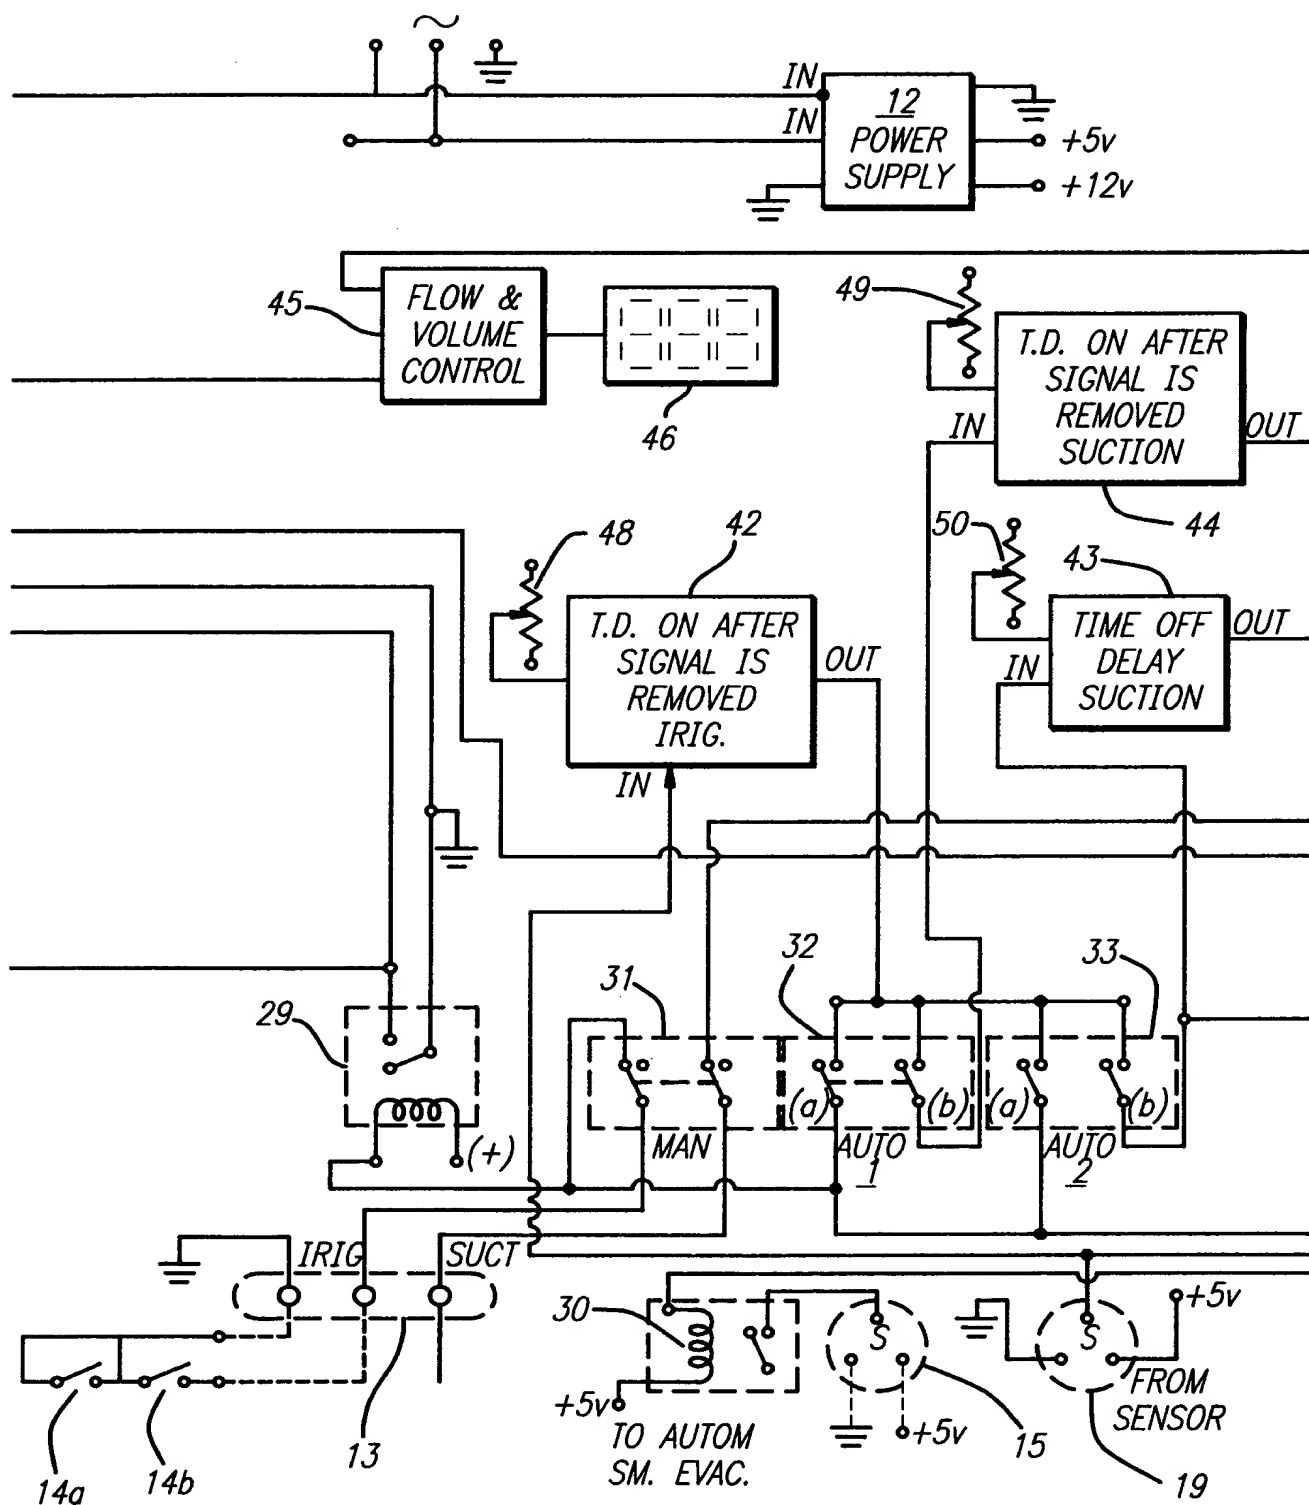 ~
IN
12
POWER
SUPPLY
IN
+5v
+12v
45
FLOW &
VOLUME
CONTROL
46
49
T.D. ON AFTER
SIGNAL IS
REMOVED
SUCTION
IN
OUT
44
48
42
T.D. ON AFTER
SIGNAL IS
REMOVED
IRIG.
OUT
IN
50
43
TIME OFF
DELAY
SUCTION
OUT
IN
29
(+)
31
MAN
32
(a)
(b)
AUTO
1
33
(a)
(b)
AUTO
2
IRIG
SUCT
13
14a
14b
30
+5v
TO AUTOM
SM. EVAC.
S
+5v
15
S
+5v
FROM
SENSOR
19